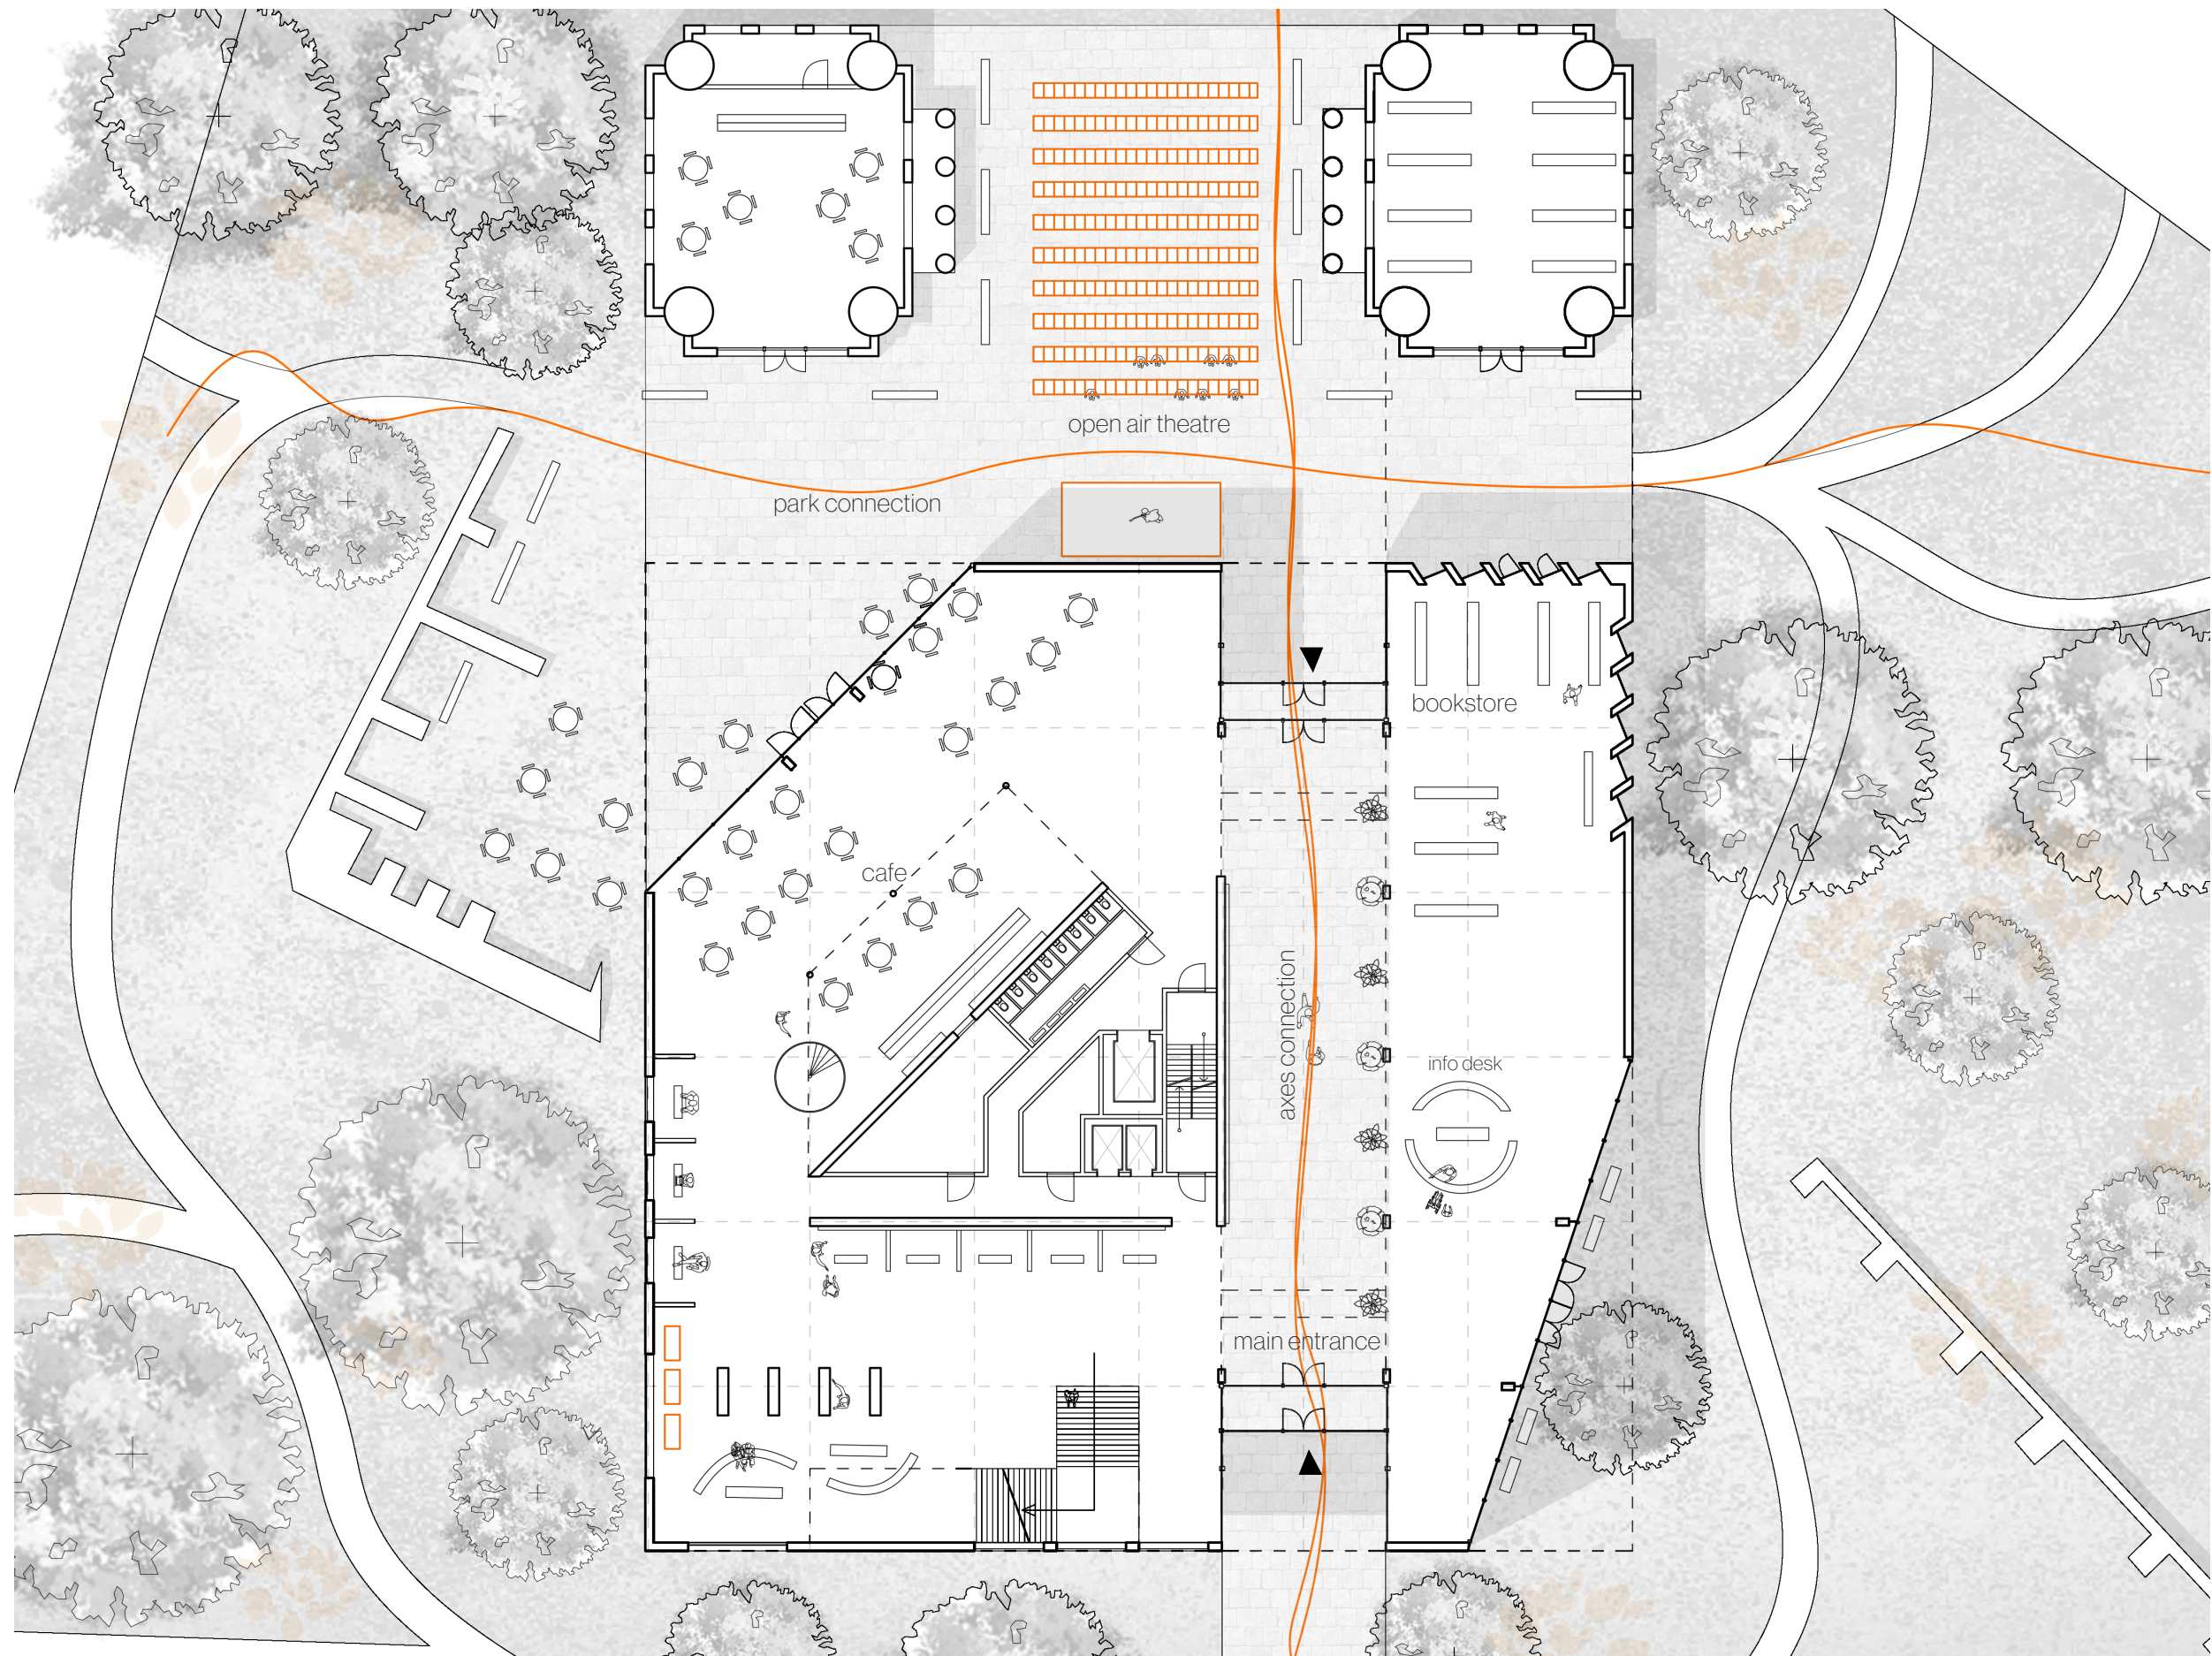 open air theatre
park connection
bookstore
cafe
axes connection
info desk
main entrance